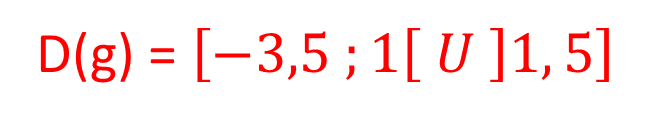 D(g) = [−3,5 ; 1[ U ]1, 5]